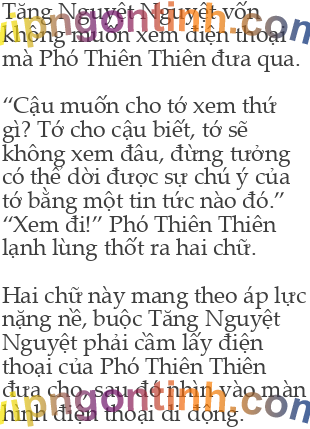 Tăng Nguyệt Nguyệt vốn
không muốn xem điện thoại
mà Phó Thiên Thiên đưa qua.
“Cậu muốn cho tớ xem thứ
gì? Tớ cho cậu biết, tớ sẽ
không xem đâu, đừng tưởng
có thể dời được sự chú ý của
tớ bằng một tin tức nào đó.”
“Xem đi!” Phó Thiên Thiên
lạnh lùng thốt ra hai chữ.
Hai chữ này mang theo áp lực
nặng nề, buộc Tăng Nguyệt
Nguyệt phải cầm lấy điện
thoại của Phó Thiên Thiên
đưa cho, sau đó nhìn vào màn
hình điện thoại di động.